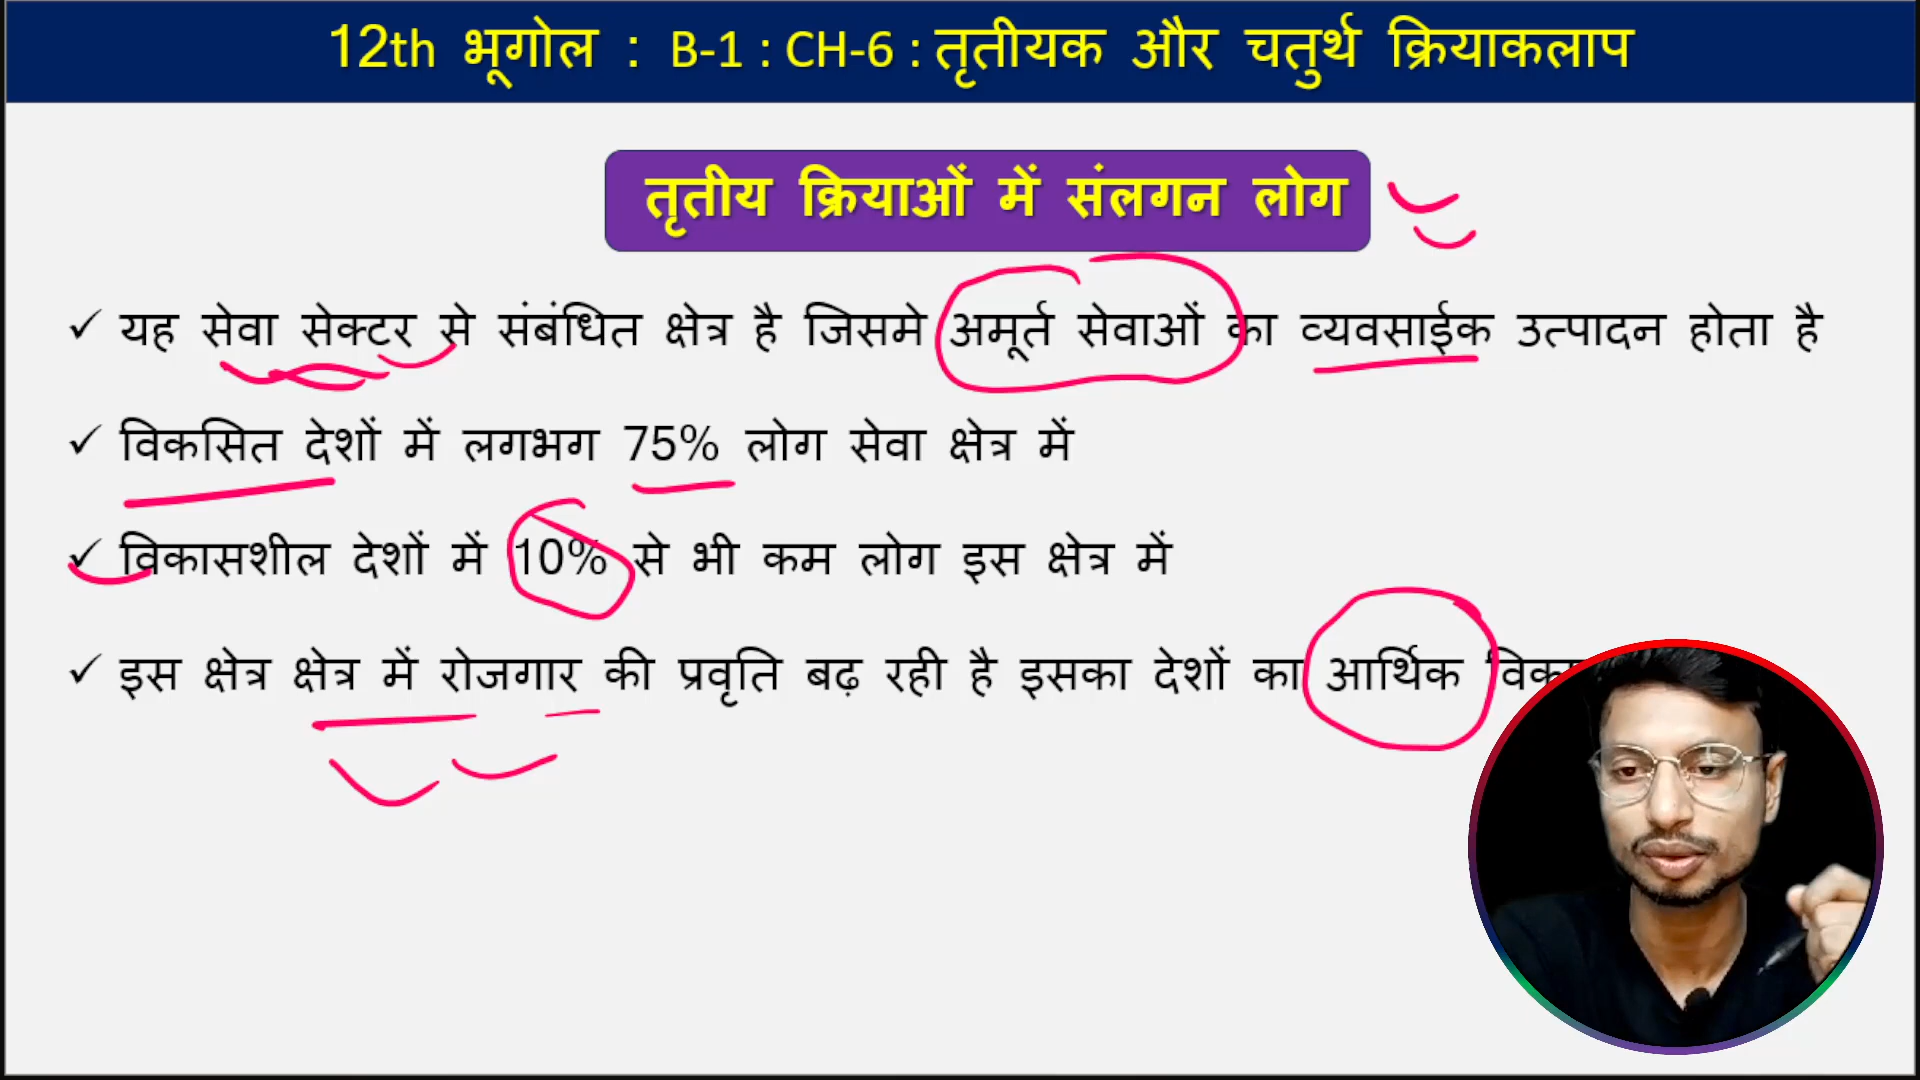 12th भूगोल : B-1 : CH-6 : तृतीयक और चतुर्थ क्रियाकलाप
तृतीय क्रियाओं में संलगन लोग
✓ यह सेवा सेक्टर से संबंधित क्षेत्र है जिसमे अमूर्त सेवाओं का व्यवसाईक उत्पादन होता है
✓ विकसित देशों में लगभग 75% लोग सेवा क्षेत्र में
✓ विकासशील देशों में 10% से भी कम लोग इस क्षेत्र में
✓ इस क्षेत्र क्षेत्र में रोजगार की प्रवृति बढ़ रही है इसका देशों का आर्थिक